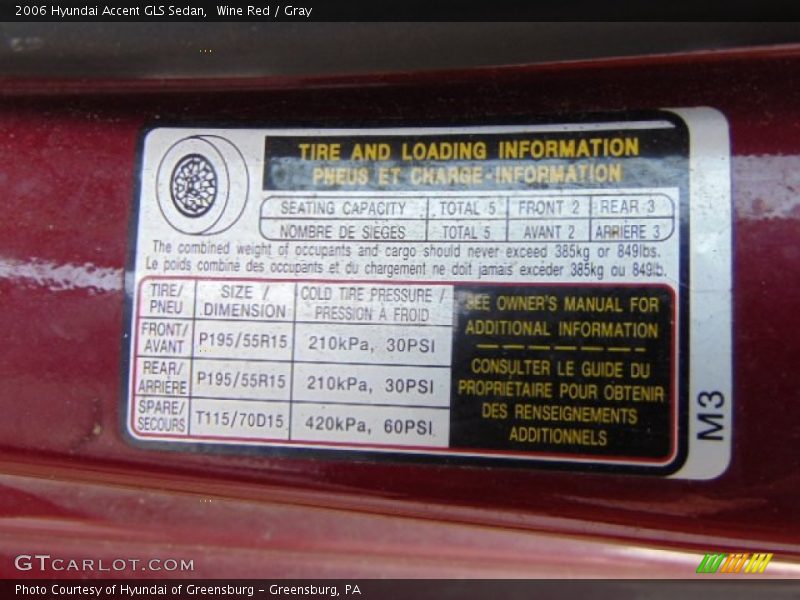 2006 Hyundai Accent GLS Sedan, Wine Red / Gray
TIRE AND LOADING INFORMATION
PNEUS ET CHARGE-INFORMATION
SEATING CAPACITY TOTAL 5 FRONT 2 REAR 3
NOMBRE DE SIÈGES TOTAL 5 AVANT 2 ARRIÈRE 3
The combined weight of occupants and cargo should never exceed 385kg or 849lbs.
Le poids combine des occupants et du chargement ne doit jamais exceder 385kg ou 849lb.
TIRE/ PNEU SIZE / DIMENSION COLD TIRE PRESSURE / PRESSION A FROID
FRONT/ AVANT P195/55R15 210kPa, 30PSI
REAR/ ARRIÈRE P195/55R15 210kPa, 30PSI
SPARE/ SECOURS T115/70D15 420kPa, 60PSI
SEE OWNER'S MANUAL FOR
ADDITIONAL INFORMATION
CONSULTER LE GUIDE DU
PROPRIÉTAIRE POUR OBTENIR
DES RENSEIGNEMENTS
ADDITIONNELS
M3
GTCARLOT.COM
Photo Courtesy of Hyundai of Greensburg - Greensburg, PA